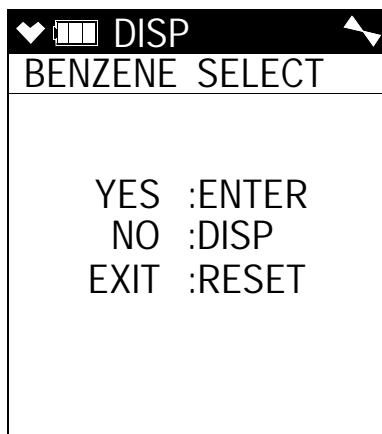 DISP
BENZENE SELECT
YES :ENTER
NO :DISP
EXIT :RESET